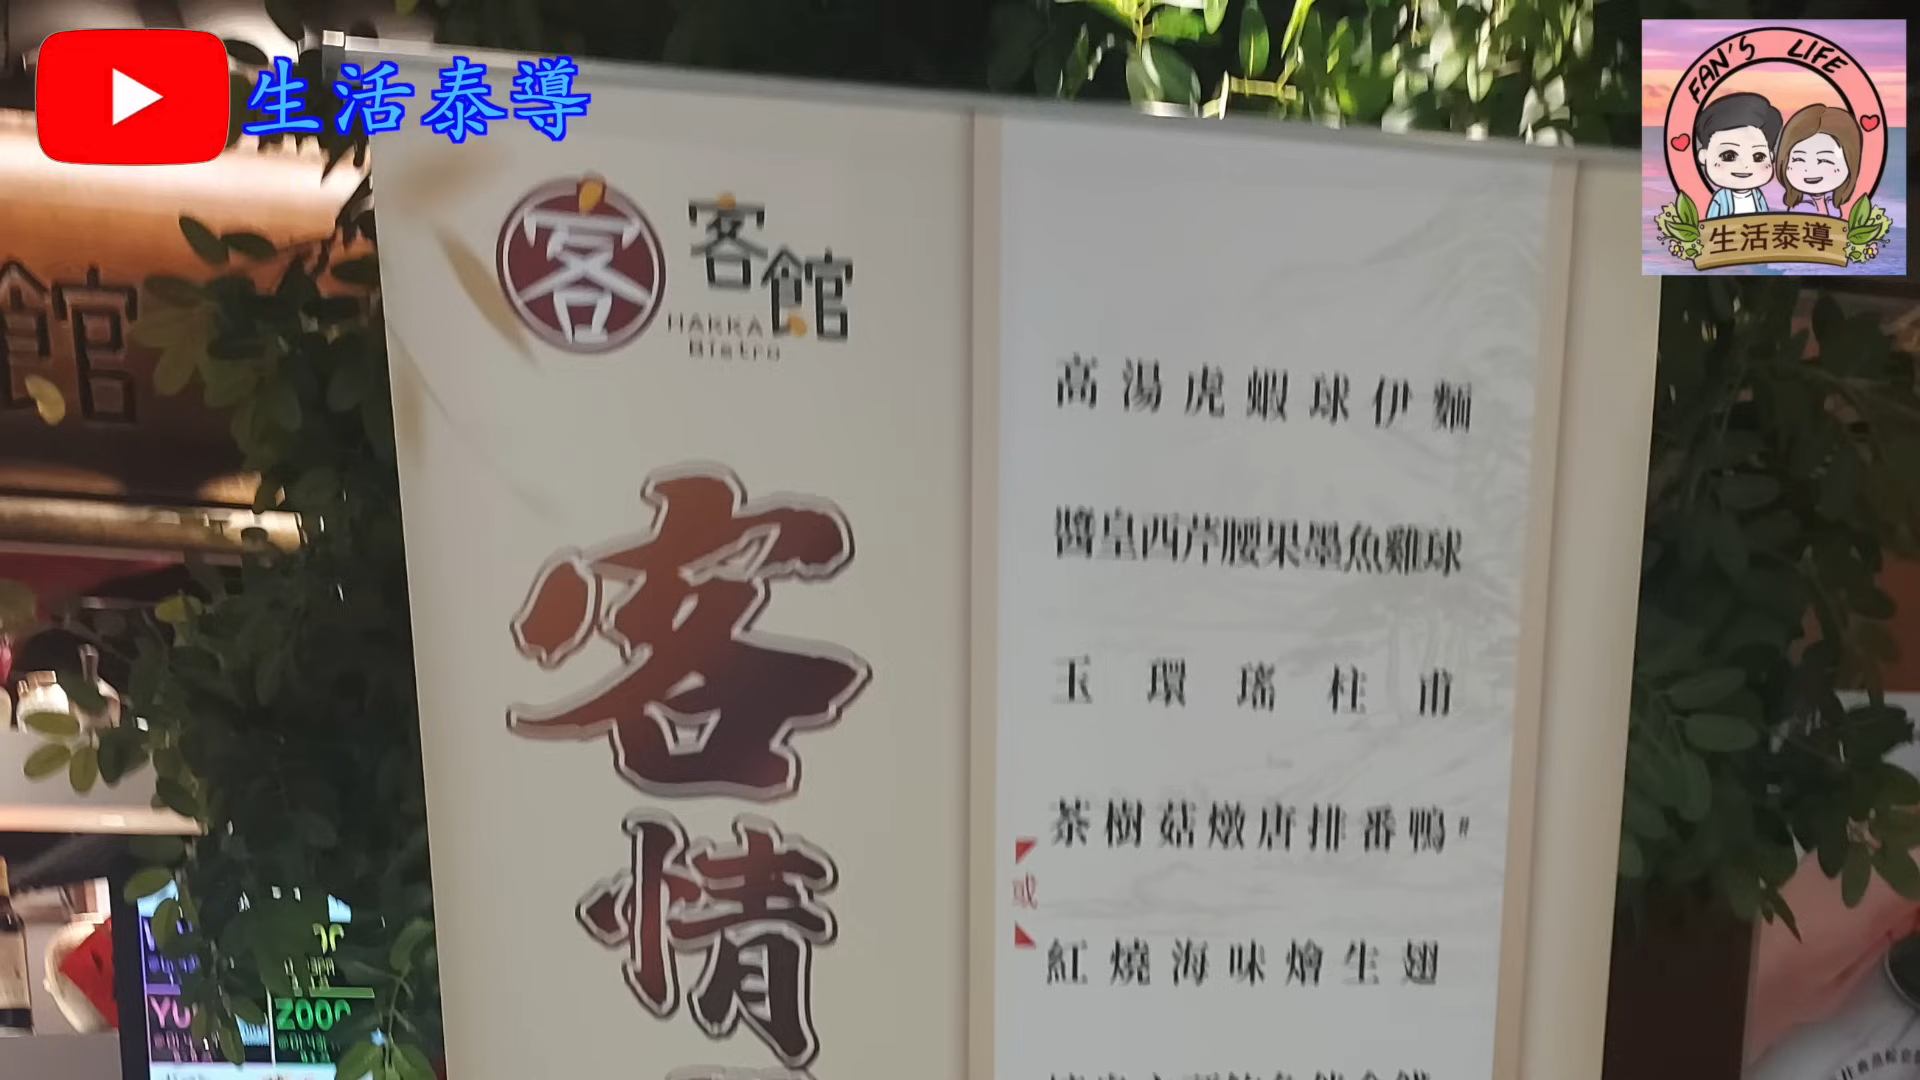 生活泰導
FAN'S LIFE
生活泰導
客 客館
HAKKA
Bistro
館
客情
高湯虎蝦球伊麵
醬皇西芹腰果墨魚雞球
玉環瑤柱甫
茶樹菇燉唐排番鴨
或
紅燒海味燴生翅